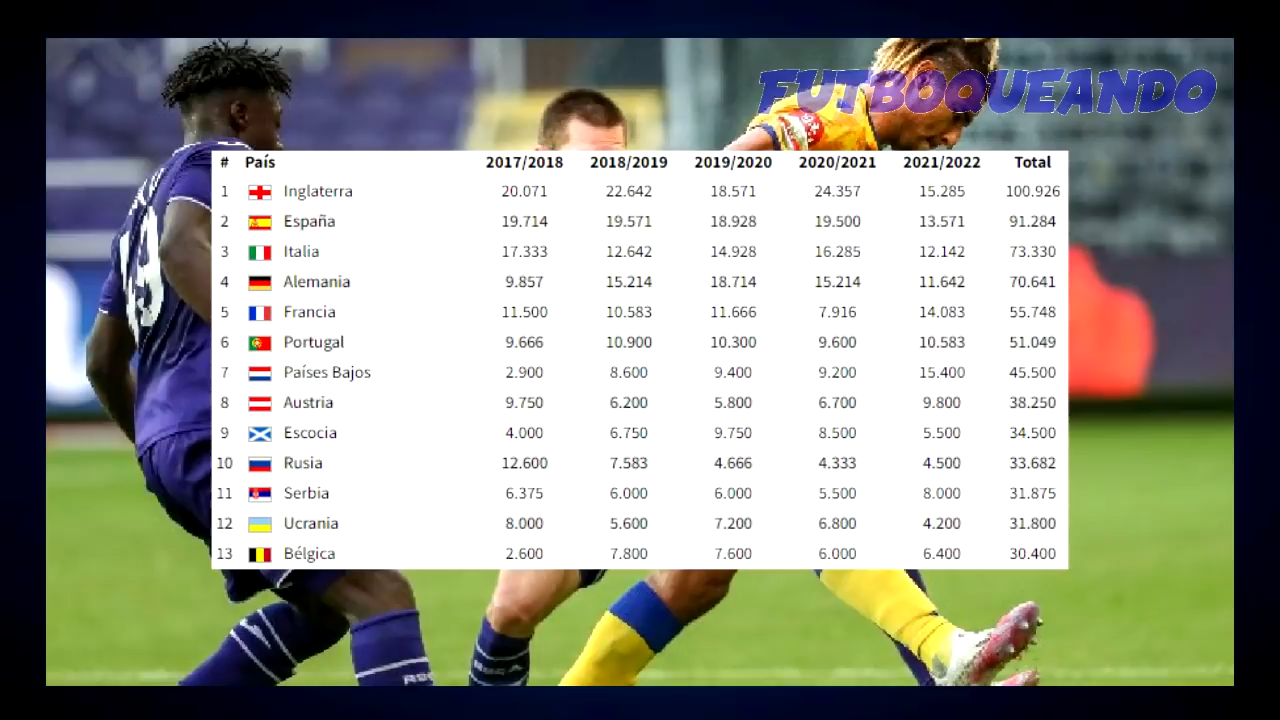 FUTBOQUEANDO
# País 2017/2018 2018/2019 2019/2020 2020/2021 2021/2022 Total
1 Inglaterra 20.071 22.642 18.571 24.357 15.285 100.926
2 España 19.714 19.571 18.928 19.500 13.571 91.284
3 Italia 17.333 12.642 14.928 16.285 12.142 73.330
4 Alemania 9.857 15.214 18.714 15.214 11.642 70.641
5 Francia 11.500 10.583 11.666 7.916 14.083 55.748
6 Portugal 9.666 10.900 10.300 9.600 10.583 51.049
7 Países Bajos 2.900 8.600 9.400 9.200 15.400 45.500
8 Austria 9.750 6.200 5.800 6.700 9.800 38.250
9 Escocia 4.000 6.750 9.750 8.500 5.500 34.500
10 Rusia 12.600 7.583 4.666 4.333 4.500 33.682
11 Serbia 6.375 6.000 6.000 5.500 8.000 31.875
12 Ucrania 8.000 5.600 7.200 6.800 4.200 31.800
13 Bélgica 2.600 7.800 7.600 6.000 6.400 30.400